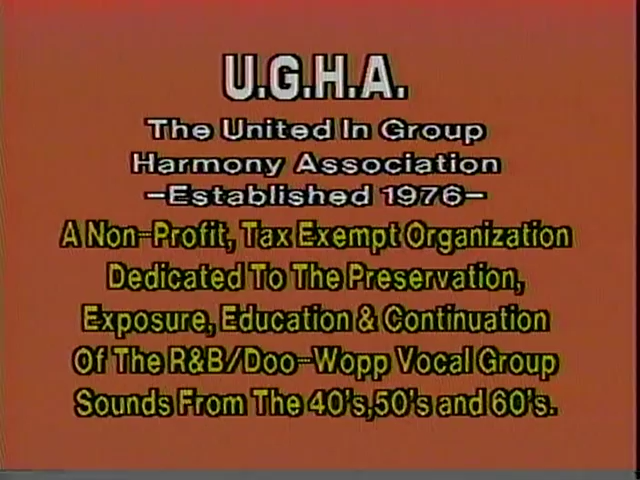 U.G.H.A.
The United In Group
Harmony Association
-Established 1976-
A Non-Profit, Tax Exempt Organization
Dedicated To The Preservation,
Exposure, Education & Continuation
Of The R&B/Doo-Wopp Vocal Group
Sounds From The 40's,50's and 60's.